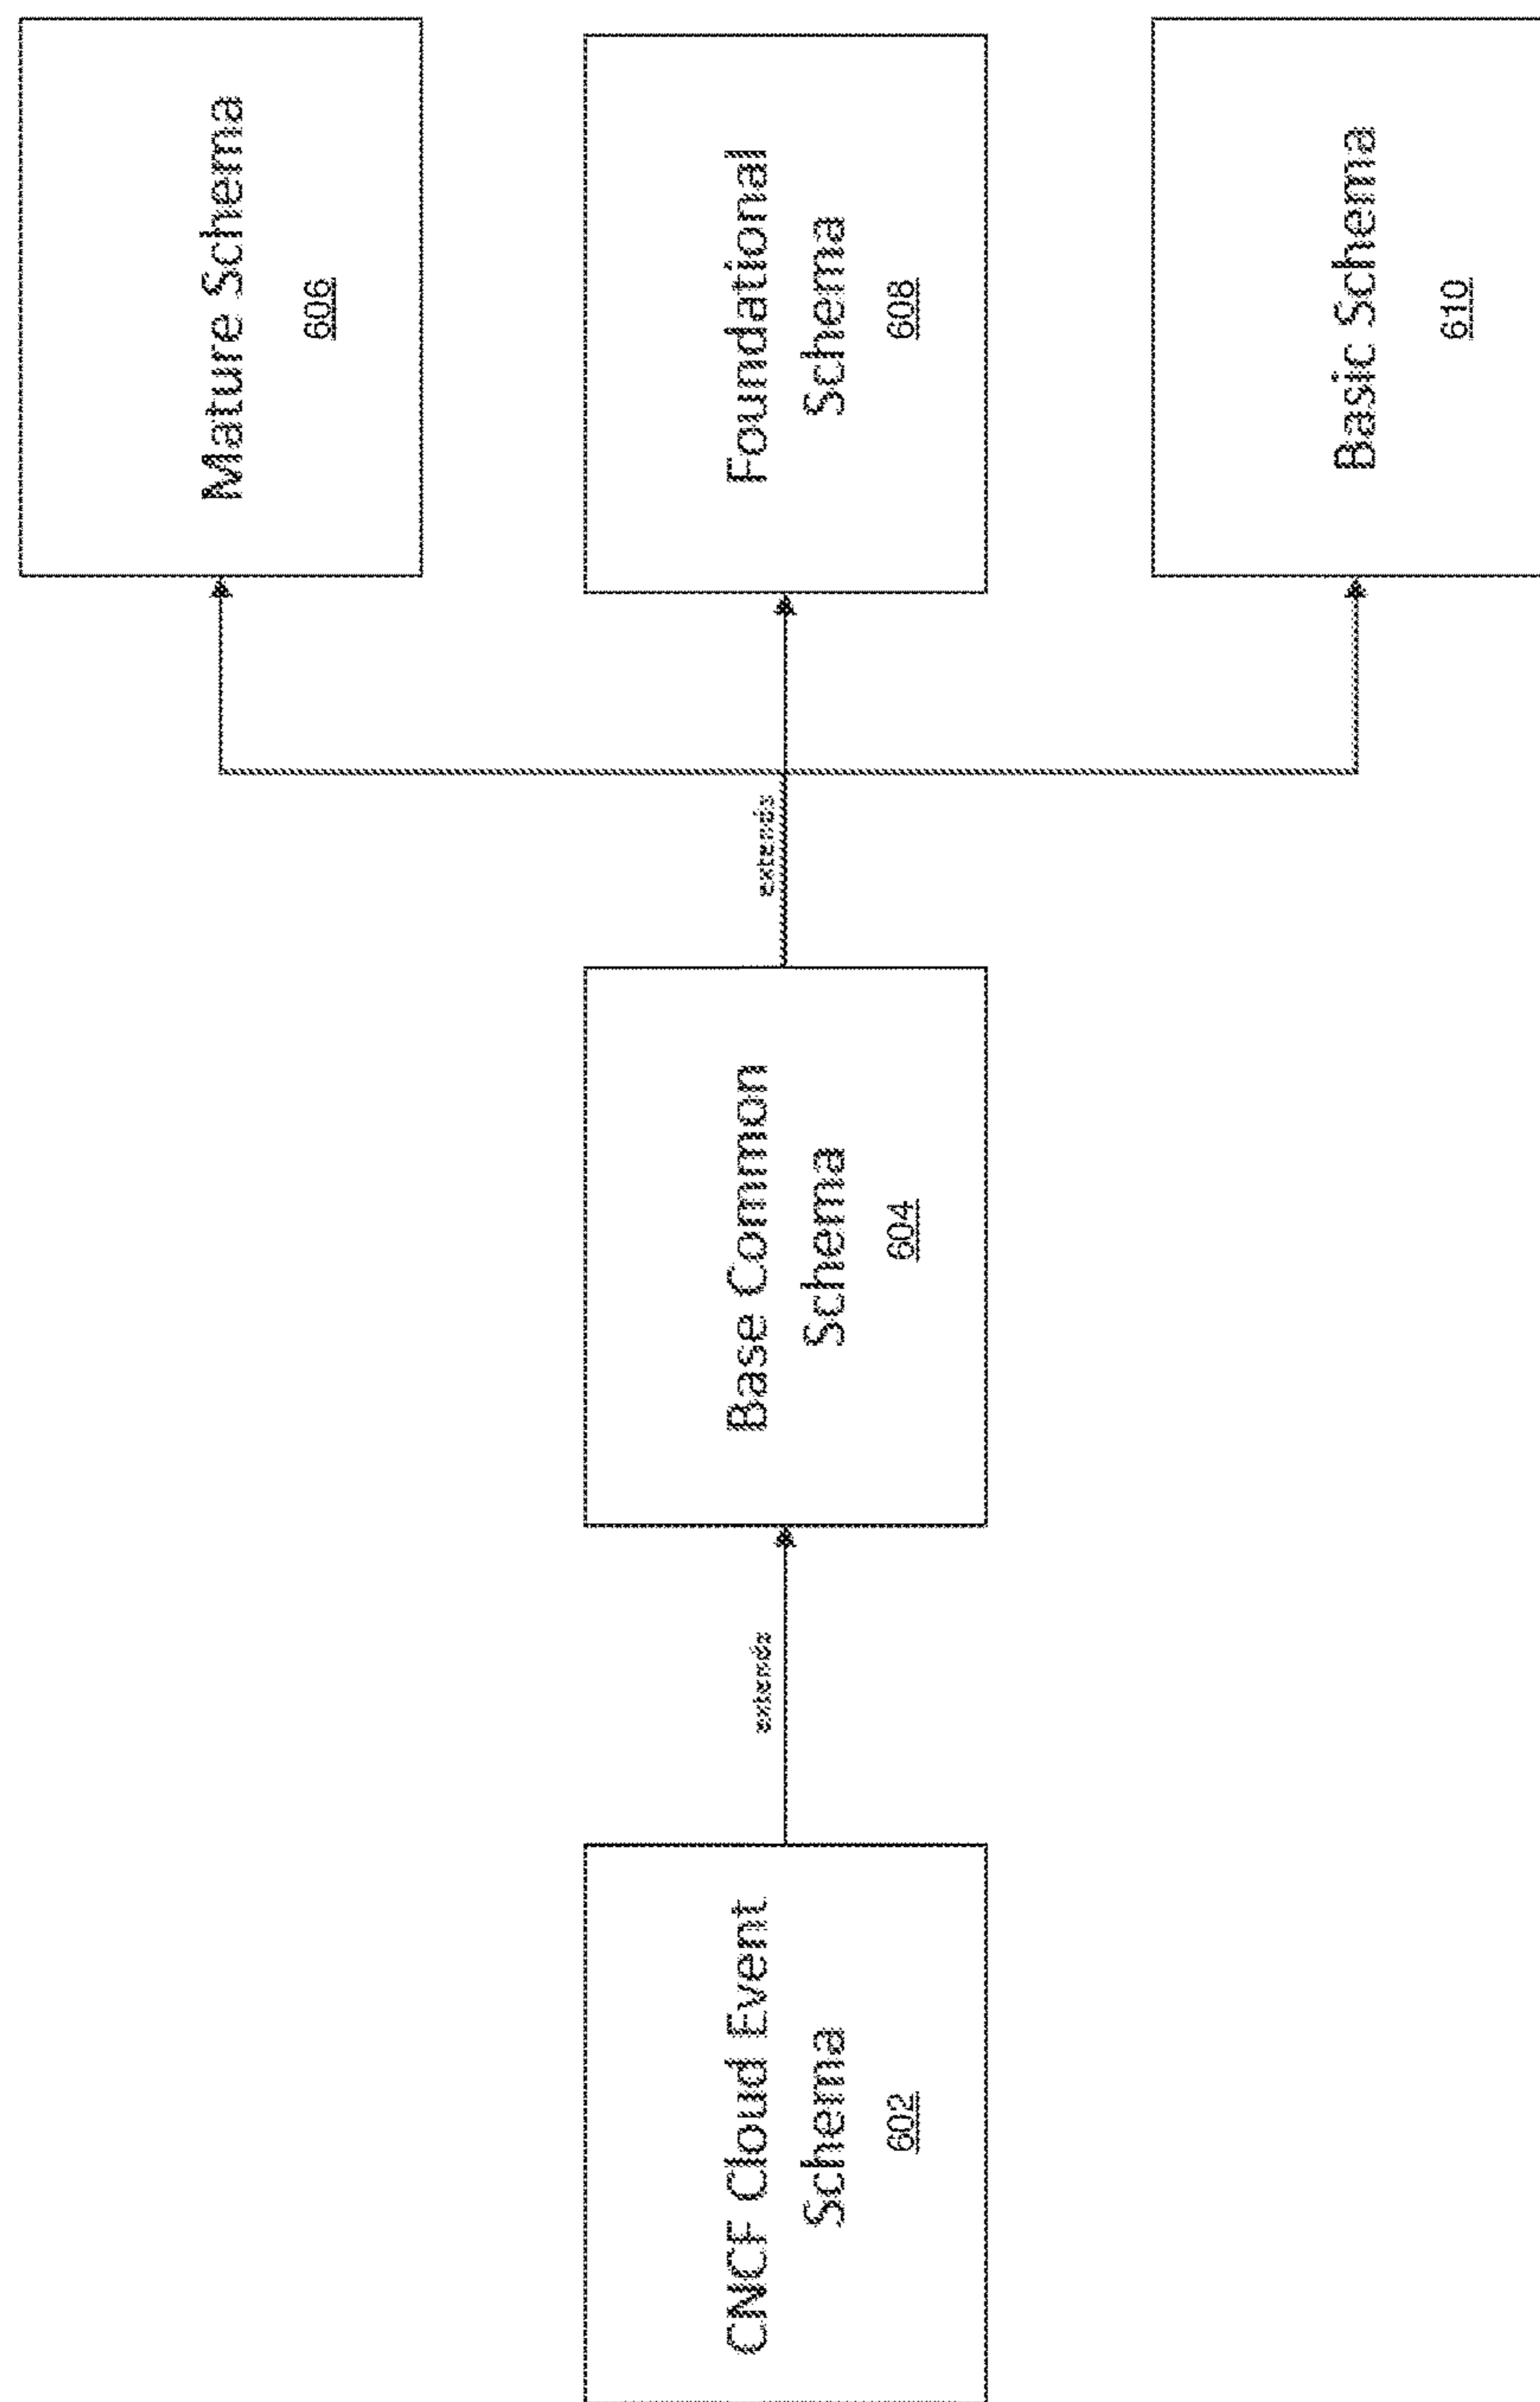 CNCF Cloud Event
Schema
602
extends
Base Common
Schema
604
extends
Mature Schema
606
Foundational
Schema
608
Basic Schema
610